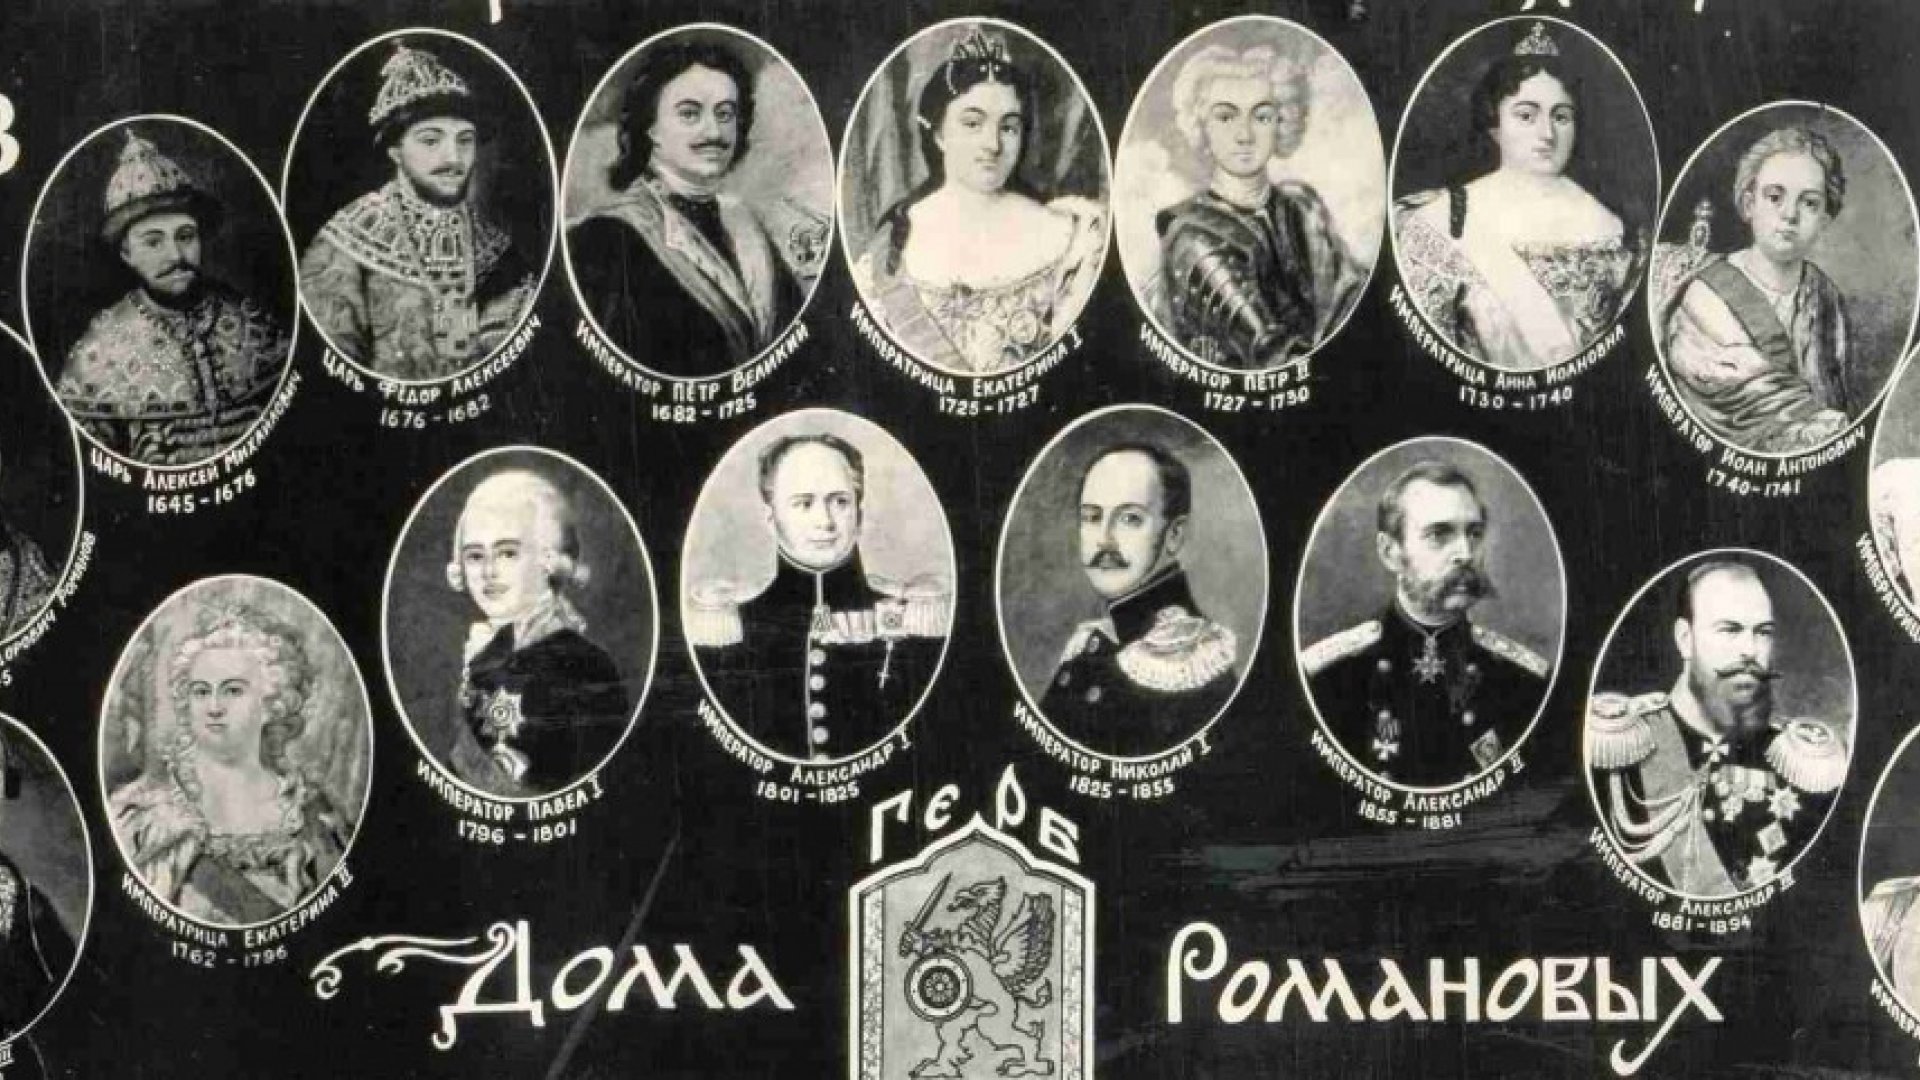 Царь Алексей Михайлович
1645-1676
Царь Фёдор Алексеевич
1676-1682
Император Пётр Великий
1682-1725
Императрица Екатерина I
1725-1727
Император Пётр II
1727-1730
Императрица Анна Иоановна
1730-1740
Император Иоан Антонович
1740-1741
Императрица Екатерина II
1762-1796
Император Павел I
1796-1801
Император Александр I
1801-1825
Император Николай I
1825-1855
Император Александр II
1855-1881
Император Александр III
1881-1894
Герб
Дома Романовых